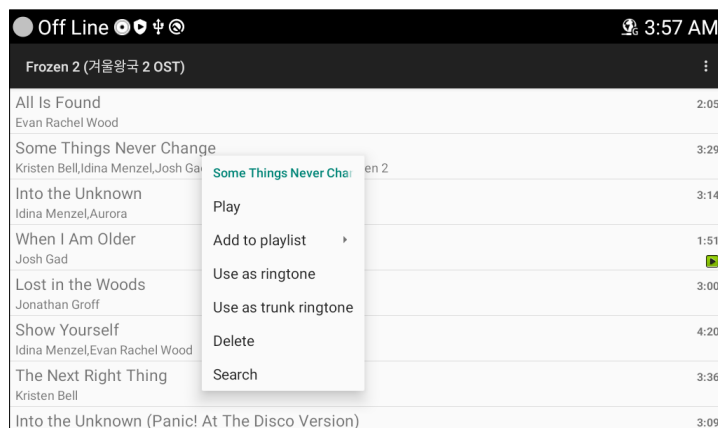 Off Line
3:57 AM
Frozen 2 (겨울왕국 2 OST)
All Is Found
2:05
Evan Rachel Wood
Some Things Never Change
3:29
Kristen Bell,Idina Menzel,Josh Ga
en 2
Some Things Never Cha
Play
Add to playlist
Use as ringtone
Use as trunk ringtone
Delete
Search
Into the Unknown
3:14
Idina Menzel,Aurora
When I Am Older
1:51
Josh Gad
Lost in the Woods
3:00
Jonathan Groff
Show Yourself
4:20
Idina Menzel,Evan Rachel Wood
The Next Right Thing
3:36
Kristen Bell
Into the Unknown (Panic! At The Disco Version)
3:09